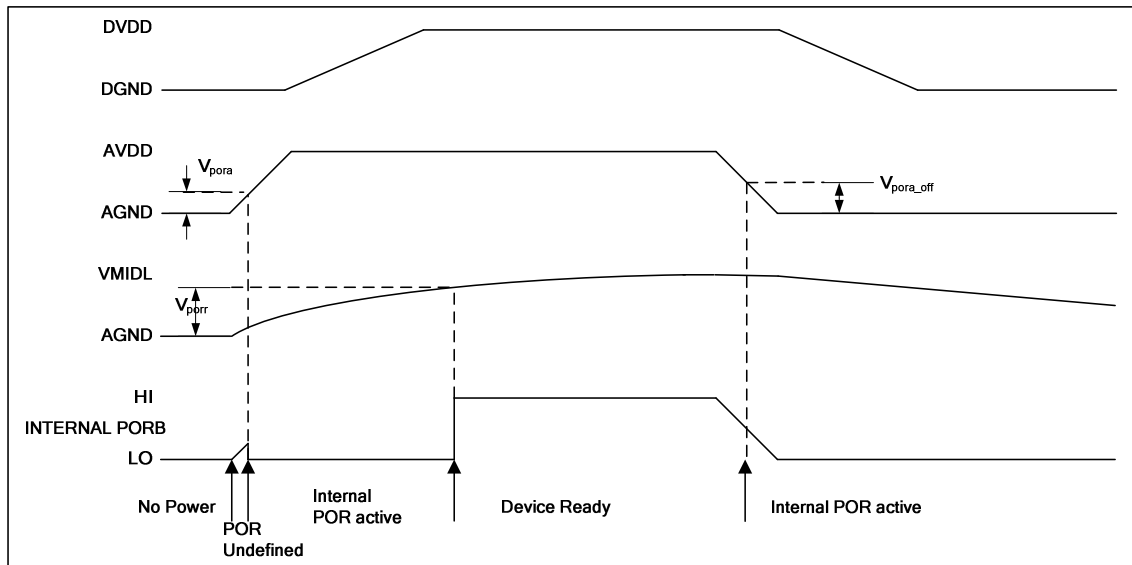 DVDD
DGND
AVDD
Vpora
Vpora_off
AGND
VMIDL
Vporr
AGND
HI
INTERNAL PORB
LO
No Power
POR
Undefined
Internal
POR active
Device Ready
Internal POR active